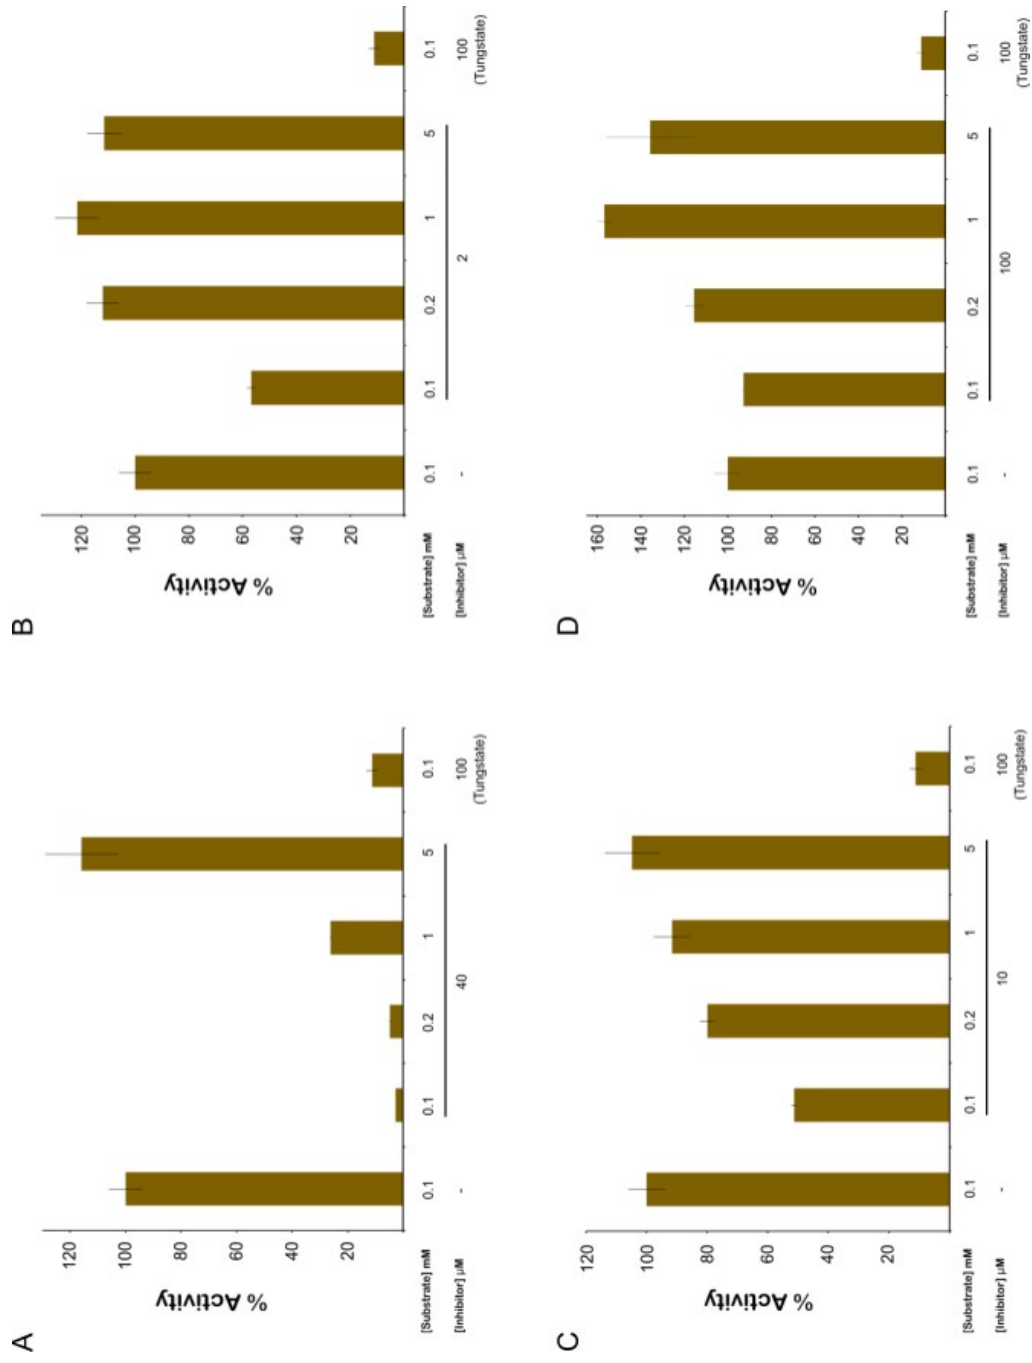 A
% Activity
120
100
80
60
40
20
[Substrate] mM 0.1 0.1 0.2 1 5 0.1
[Inhibitor] μM - 40 100
(Tungstate)
B
% Activity
120
100
80
60
40
20
[Substrate] mM 0.1 0.1 0.2 1 5 0.1
[Inhibitor] μM - 2 100
(Tungstate)
C
% Activity
120
100
80
60
40
20
[Substrate] mM 0.1 0.1 0.2 1 5 0.1
[Inhibitor] μM - 10 100
(Tungstate)
D
% Activity
160
140
120
100
80
60
40
20
[Substrate] mM 0.1 0.1 0.2 1 5 0.1
[Inhibitor] μM - 100 100
(Tungstate)